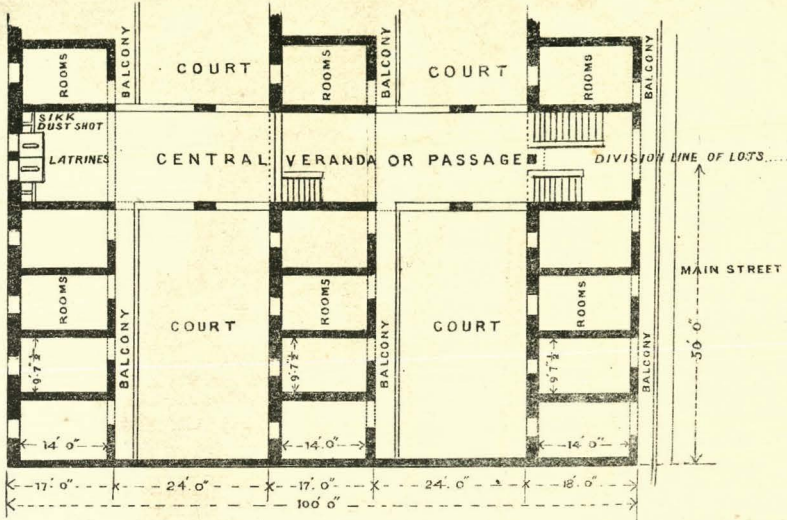 ROOMS
BALCONY
COURT
ROOMS
BALCONY
COURT
ROOMS
BALCONY
SIKK
DUST SHOT
LATRINES
CENTRAL VERANDA OR PASSAGE
DIVISION LINE OF LOTS.....
MAIN STREET
ROOMS
BALCONY
COURT
ROOMS
BALCONY
COURT
ROOMS
BALCONY
50' 0"
9' 7½"
9' 7½"
9' 7½"
14' 0"
14' 0"
14' 0"
17' 0"
24' 0"
17' 0"
24' 0"
18' 0"
100' 0"